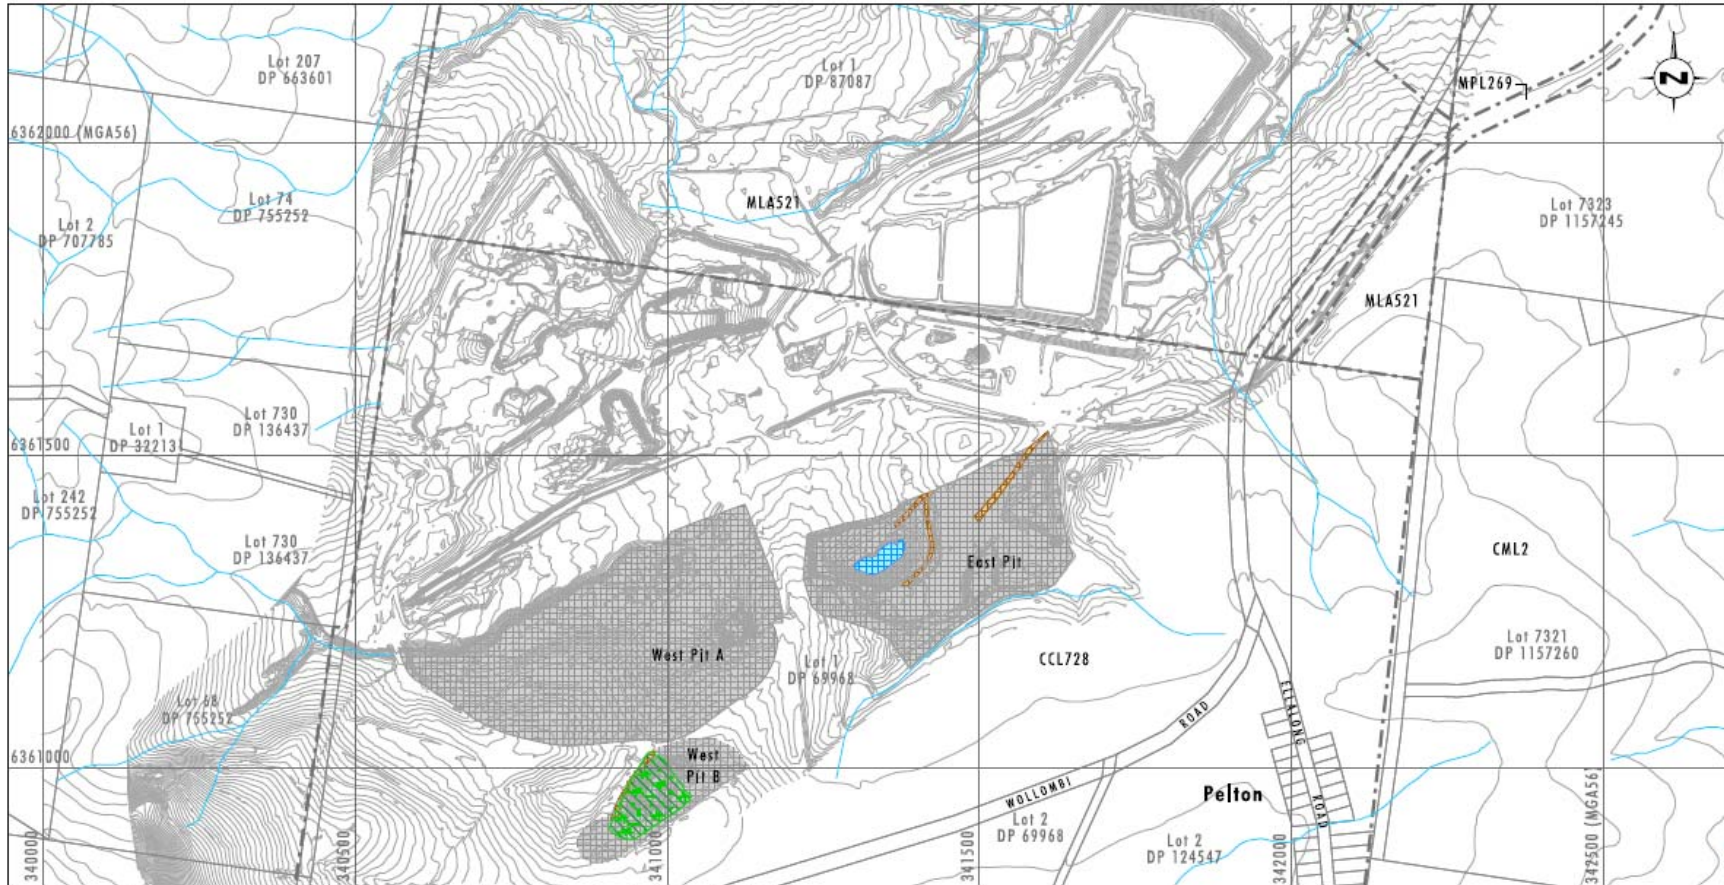 Lot 207
DP 663601
Lot 1
DP 87087
MPL269
N
6362000 (MGA56)
Lot 74
DP 755252
MLA521
Lot 7323
DP 1157245
Lot 2
DP 707785
MLA521
Lot 1
DP 322131
Lot 730
DP 136437
6361500
Lot 242
DP 755252
Lot 730
DP 136437
East Pit
CML2
West Pit A
Lot 1
DP 69968
CCL728
Lot 7321
DP 1157260
Lot 68
DP 755252
ELLALONG
ROAD
WOLLOMBI
ROAD
6361000
West
Pit B
Pelton
Lot 2
DP 69968
Lot 2
DP 124547
340000
340500
341000
341500
342000
342500 (MGA56)